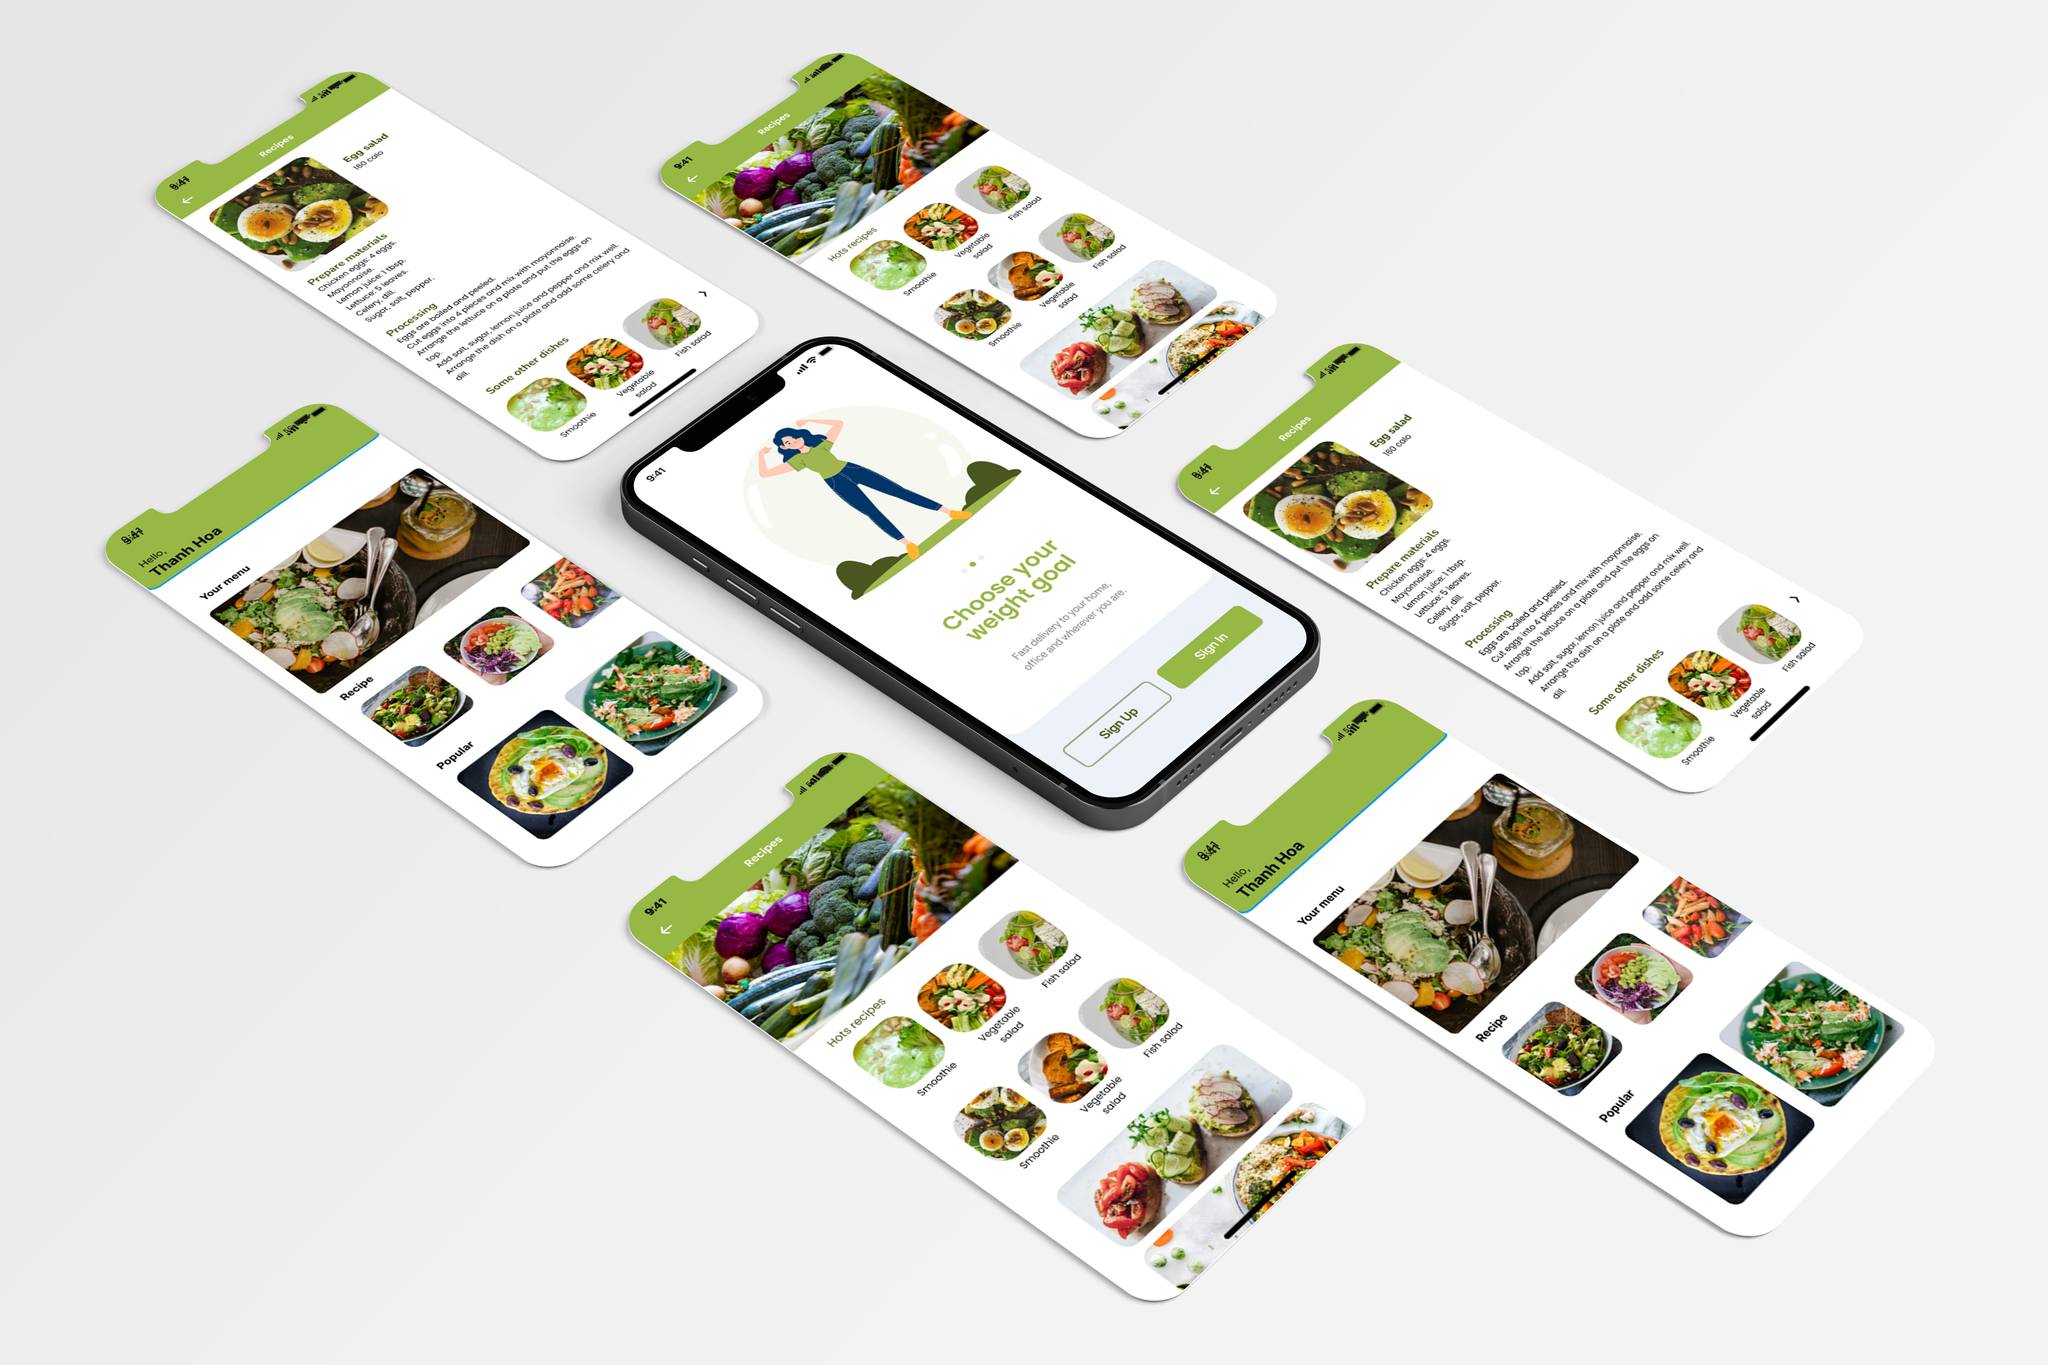 Recipes
9:41
Egg salad
160 calo
Prepare materials
Chicken eggs: 4 eggs.
Mayonnaise.
Lemon juice: 1 tbsp.
Lettuce: 5 leaves.
Celery, dill.
Sugar, salt, pepper.
Processing
Eggs are boiled and peeled.
Cut eggs into 4 pieces and mix with mayonnaise.
Arrange the lettuce on a plate and put the eggs on
top.
Add salt, sugar, lemon juice and pepper and mix well.
Arrange the dish on a plate and add some celery and
dill.
Some other dishes
Smoothie
Vegetable
salad
Fish salad
9:41
Recipes
Hots recipes
Smoothie
Vegetable
salad
Fish salad
Smoothie
Vegetable
salad
Fish salad
9:41
Hello,
Thanh Hoa
Your menu
Recipe
Popular
9:41
Choose your
weight goal
Fast delivery to your home,
office and wherever you are.
Sign Up
Sign In
9:41
Recipes
Egg salad
160 calo
Prepare materials
Chicken eggs: 4 eggs.
Mayonnaise.
Lemon juice: 1 tbsp.
Lettuce: 5 leaves.
Celery, dill.
Sugar, salt, pepper.
Processing
Eggs are boiled and peeled.
Cut eggs into 4 pieces and mix with mayonnaise.
Arrange the lettuce on a plate and put the eggs on
top.
Add salt, sugar, lemon juice and pepper and mix well.
Arrange the dish on a plate and add some celery and
dill.
Some other dishes
Smoothie
Vegetable
salad
Fish salad
9:41
Recipes
Hots recipes
Smoothie
Vegetable
salad
Fish salad
Smoothie
Vegetable
salad
Fish salad
9:41
Hello,
Thanh Hoa
Your menu
Recipe
Popular